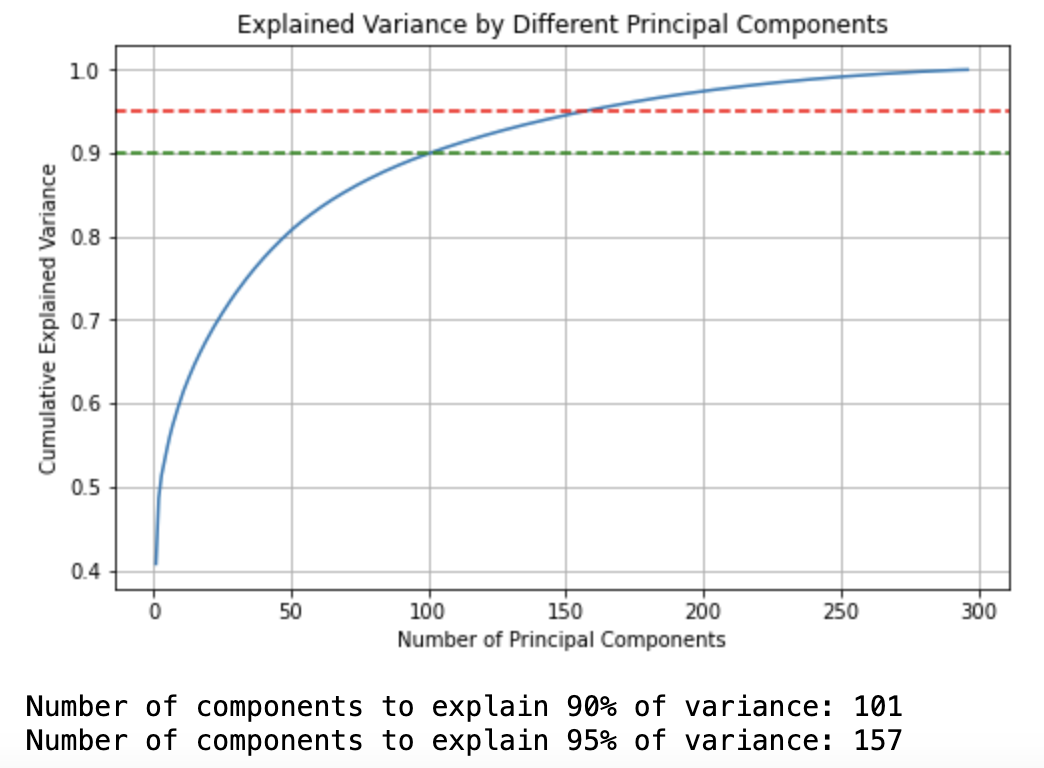 Explained Variance by Different Principal Components
1.0
0.9
0.8
0.7
0.6
0.5
0.4
Cumulative Explained Variance
0 50 100 150 200 250 300
Number of Principal Components
Number of components to explain 90% of variance: 101
Number of components to explain 95% of variance: 157